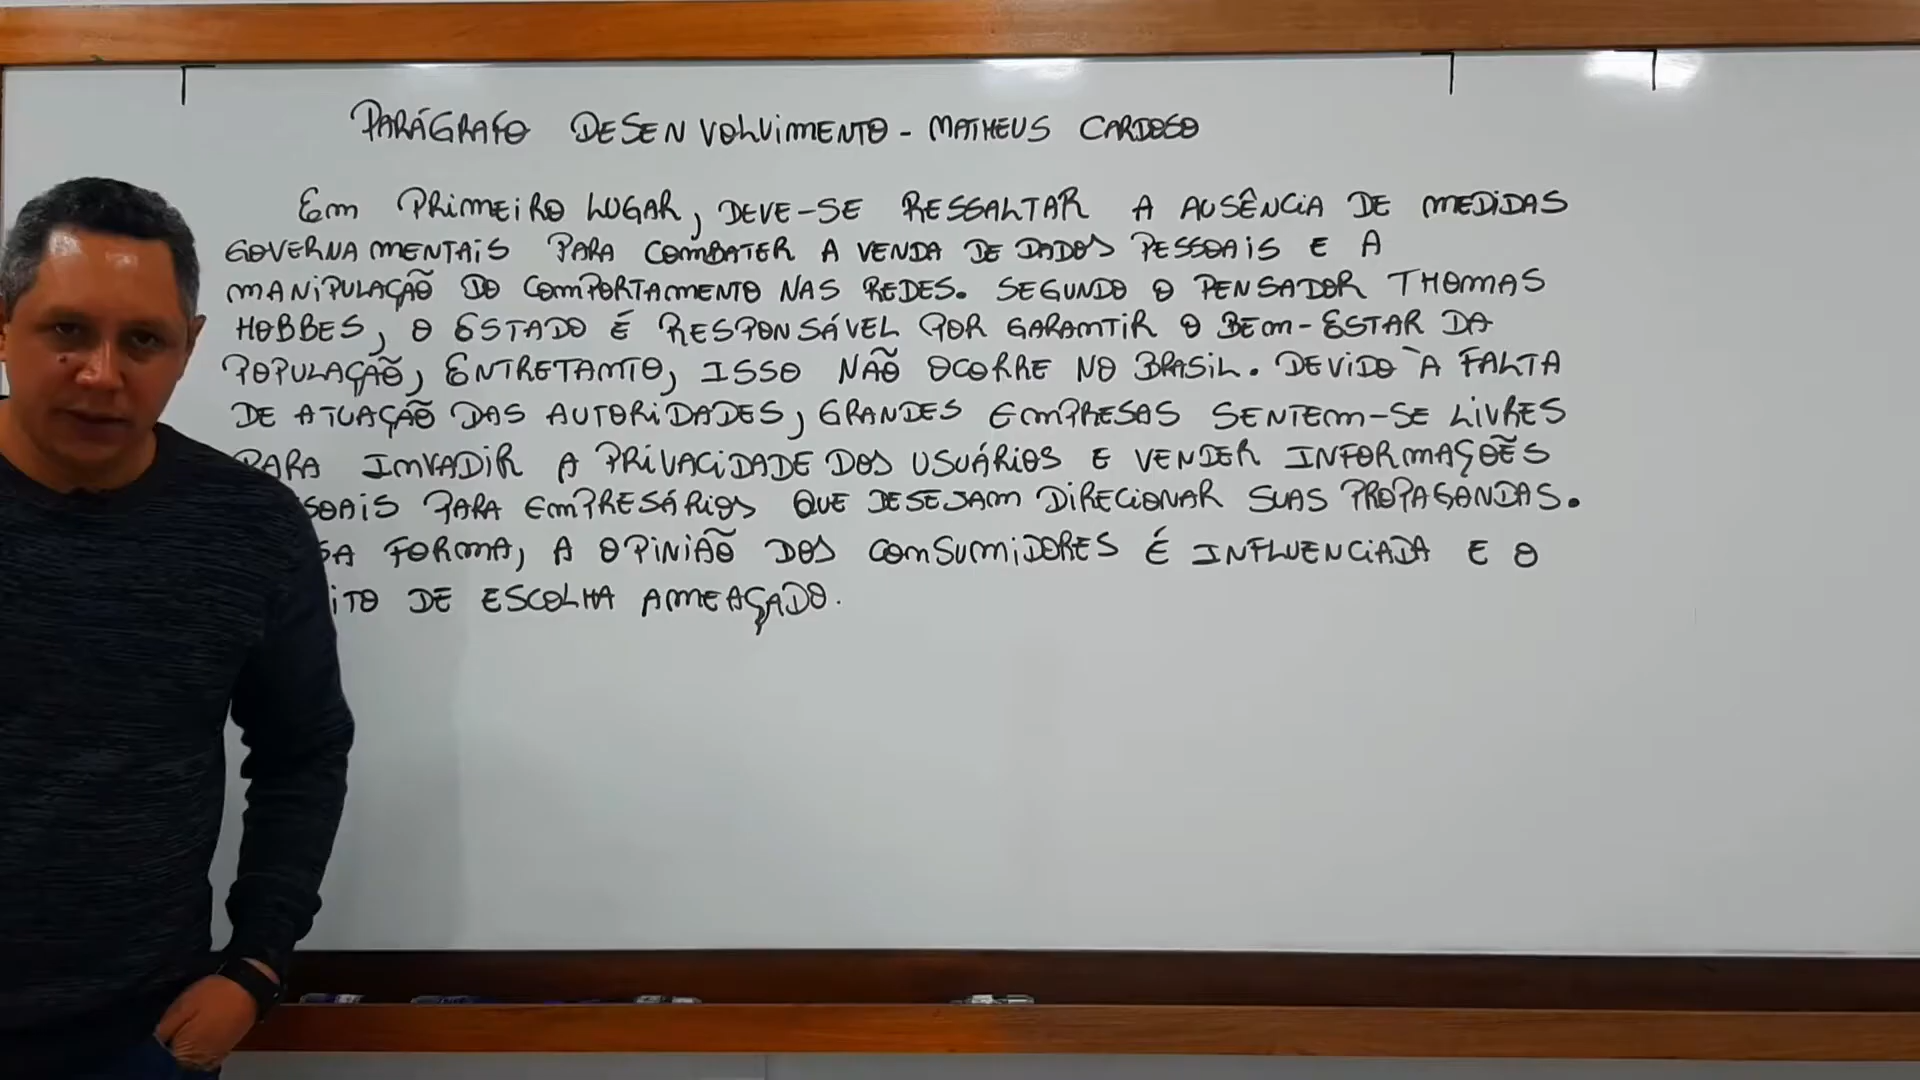 PARÁGRAFO DESENVOLVIMENTO - MATHEUS CARDOSO
EM PRIMEIRO LUGAR, DEVE-SE RESSALTAR A AUSÊNCIA DE MEDIDAS
GOVERNAMENTAIS PARA COMBATER A VENDA DE DADOS PESSOAIS E A
MANIPULAÇÃO DO COMPORTAMENTO NAS REDES. SEGUNDO O PENSADOR THOMAS
HOBBES, O ESTADO É RESPONSÁVEL POR GARANTIR O BEM-ESTAR DA
POPULAÇÃO, ENTRETANTO, ISSO NÃO OCORRE NO BRASIL. DEVIDO À FALTA
DE ATUAÇÃO DAS AUTORIDADES, GRANDES EMPRESAS SENTEM-SE LIVRES
PARA INVADIR A PRIVACIDADE DOS USUÁRIOS E VENDER INFORMAÇÕES
SOAIS PARA EMPRESÁRIOS QUE DESEJAM DIRECIONAR SUAS PROPAGANDAS.
SA FORMA, A OPINIÃO DOS CONSUMIDORES É INFLUENCIADA E O
ITO DE ESCOLHA AMEAÇADO.